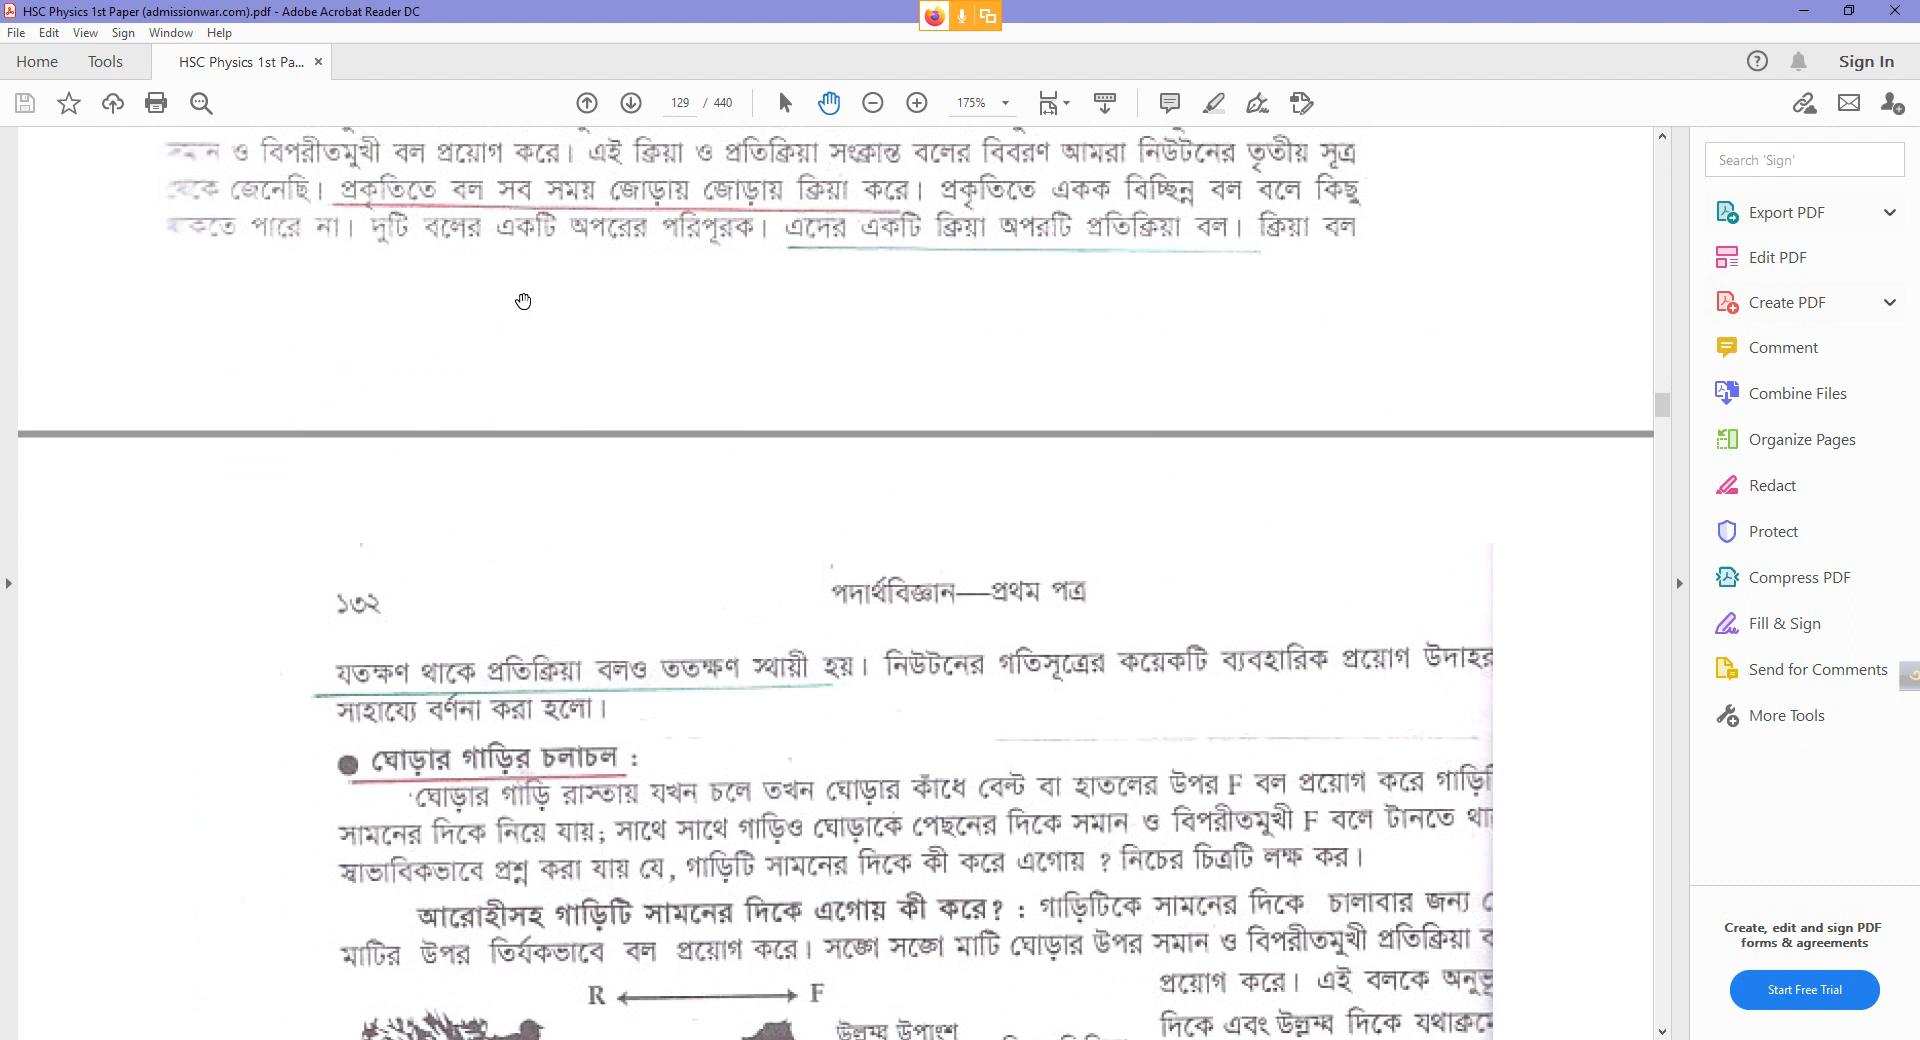 HSC Physics 1st Paper (admissionwar.com).pdf - Adobe Acrobat Reader DC
File Edit View Sign Window Help
Home Tools HSC Physics 1st Pa... Sign In
129 / 440 175%
ও বিপরীতমুখী বল প্রয়োগ করে। এই ক্রিয়া ও প্রতিক্রিয়া সংক্রান্ত বলের বিবরণ আমরা নিউটনের তৃতীয় সূত্র
থেকে জেনেছি। প্রকৃতিতে বল সব সময় জোড়ায় জোড়ায় ক্রিয়া করে। প্রকৃতিতে একক বিচ্ছিন্ন বল বলে কিছু
থাকতে পারে না। দুটি বলের একটি অপরের পরিপূরক। এদের একটি ক্রিয়া অপরটি প্রতিক্রিয়া বল। ক্রিয়া বল
১৩২
পদার্থবিজ্ঞান—প্রথম পত্র
যতক্ষণ থাকে প্রতিক্রিয়া বলও ততক্ষণ স্থায়ী হয়। নিউটনের গতিসূত্রের কয়েকটি ব্যবহারিক প্রয়োগ উদাহর
সাহায্যে বর্ণনা করা হলো।
● ঘোড়ার গাড়ির চলাচল :
ঘোড়ার গাড়ি রাস্তায় যখন চলে তখন ঘোড়ার কাঁধে বেল্ট বা হাতলের উপর F বল প্রয়োগ করে গাড়ি
সামনের দিকে নিয়ে যায়; সাথে সাথে গাড়িও ঘোড়াকে পেছনের দিকে সমান ও বিপরীতমুখী F বলে টানতে থা
স্বাভাবিকভাবে প্রশ্ন করা যায় যে, গাড়িটি সামনের দিকে কী করে এগোয় ? নিচের চিত্রটি লক্ষ কর।
আরোহীসহ গাড়িটি সামনের দিকে এগোয় কী করে? : গাড়িটিকে সামনের দিকে চালাবার জন্য
মাটির উপর তির্যকভাবে বল প্রয়োগ করে। সঙ্গে সঙ্গে মাটি ঘোড়ার উপর সমান ও বিপরীতমুখী প্রতিক্রিয়া ব
প্রয়োগ করে। এই বলকে অনুভূ
R F
দিকে এবং উল্লম্ব দিকে যথাক্রমে
উল্লম্ব উপাংশ
Search 'Sign'
Export PDF
Edit PDF
Create PDF
Comment
Combine Files
Organize Pages
Redact
Protect
Compress PDF
Fill & Sign
Send for Comments
More Tools
Create, edit and sign PDF
forms & agreements
Start Free Trial